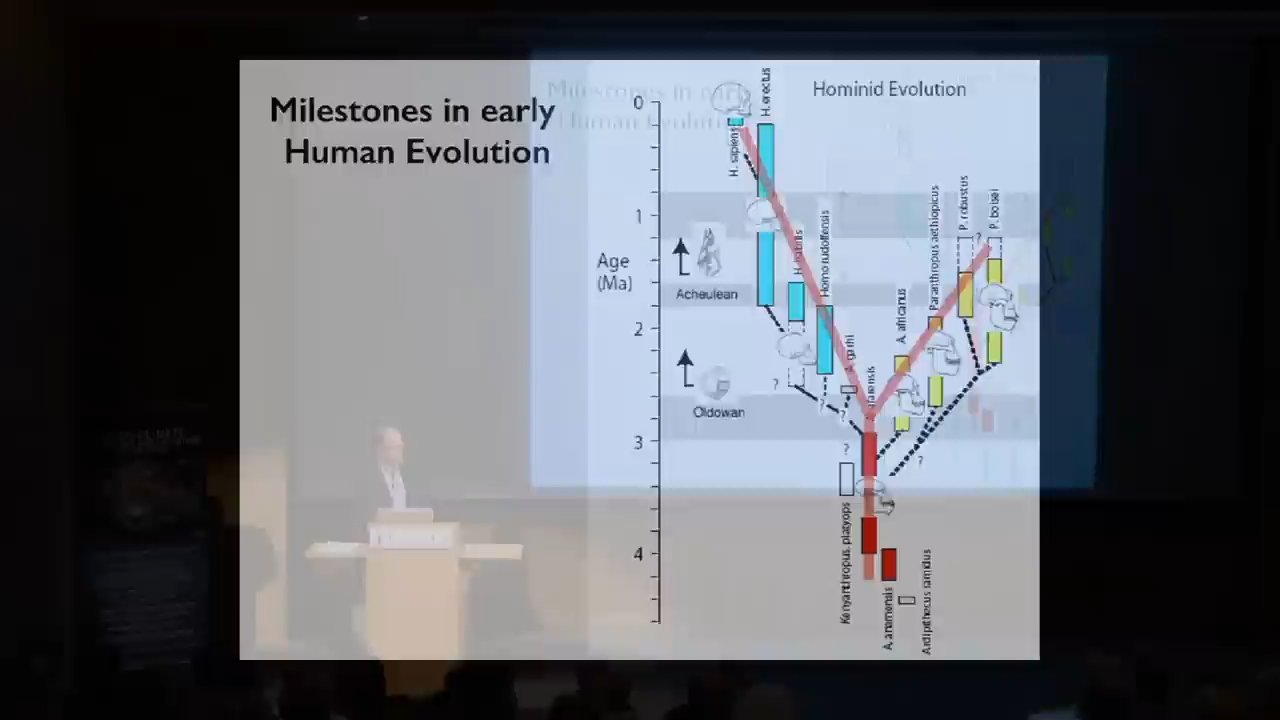 Milestones in early
Human Evolution
Hominid Evolution
Age
(Ma)
0
1
2
3
4
Acheulean
Oldowan
H. sapiens
H. erectus
H. habilis
Homo rudolfensis
A. garhi
afarensis
A. africanus
Paranthropus aethiopicus
P. robustus
P. boisei
Kenyanthropus platyops
A. anamensis
Ardipithecus ramidus
?
?
?
?
?
?